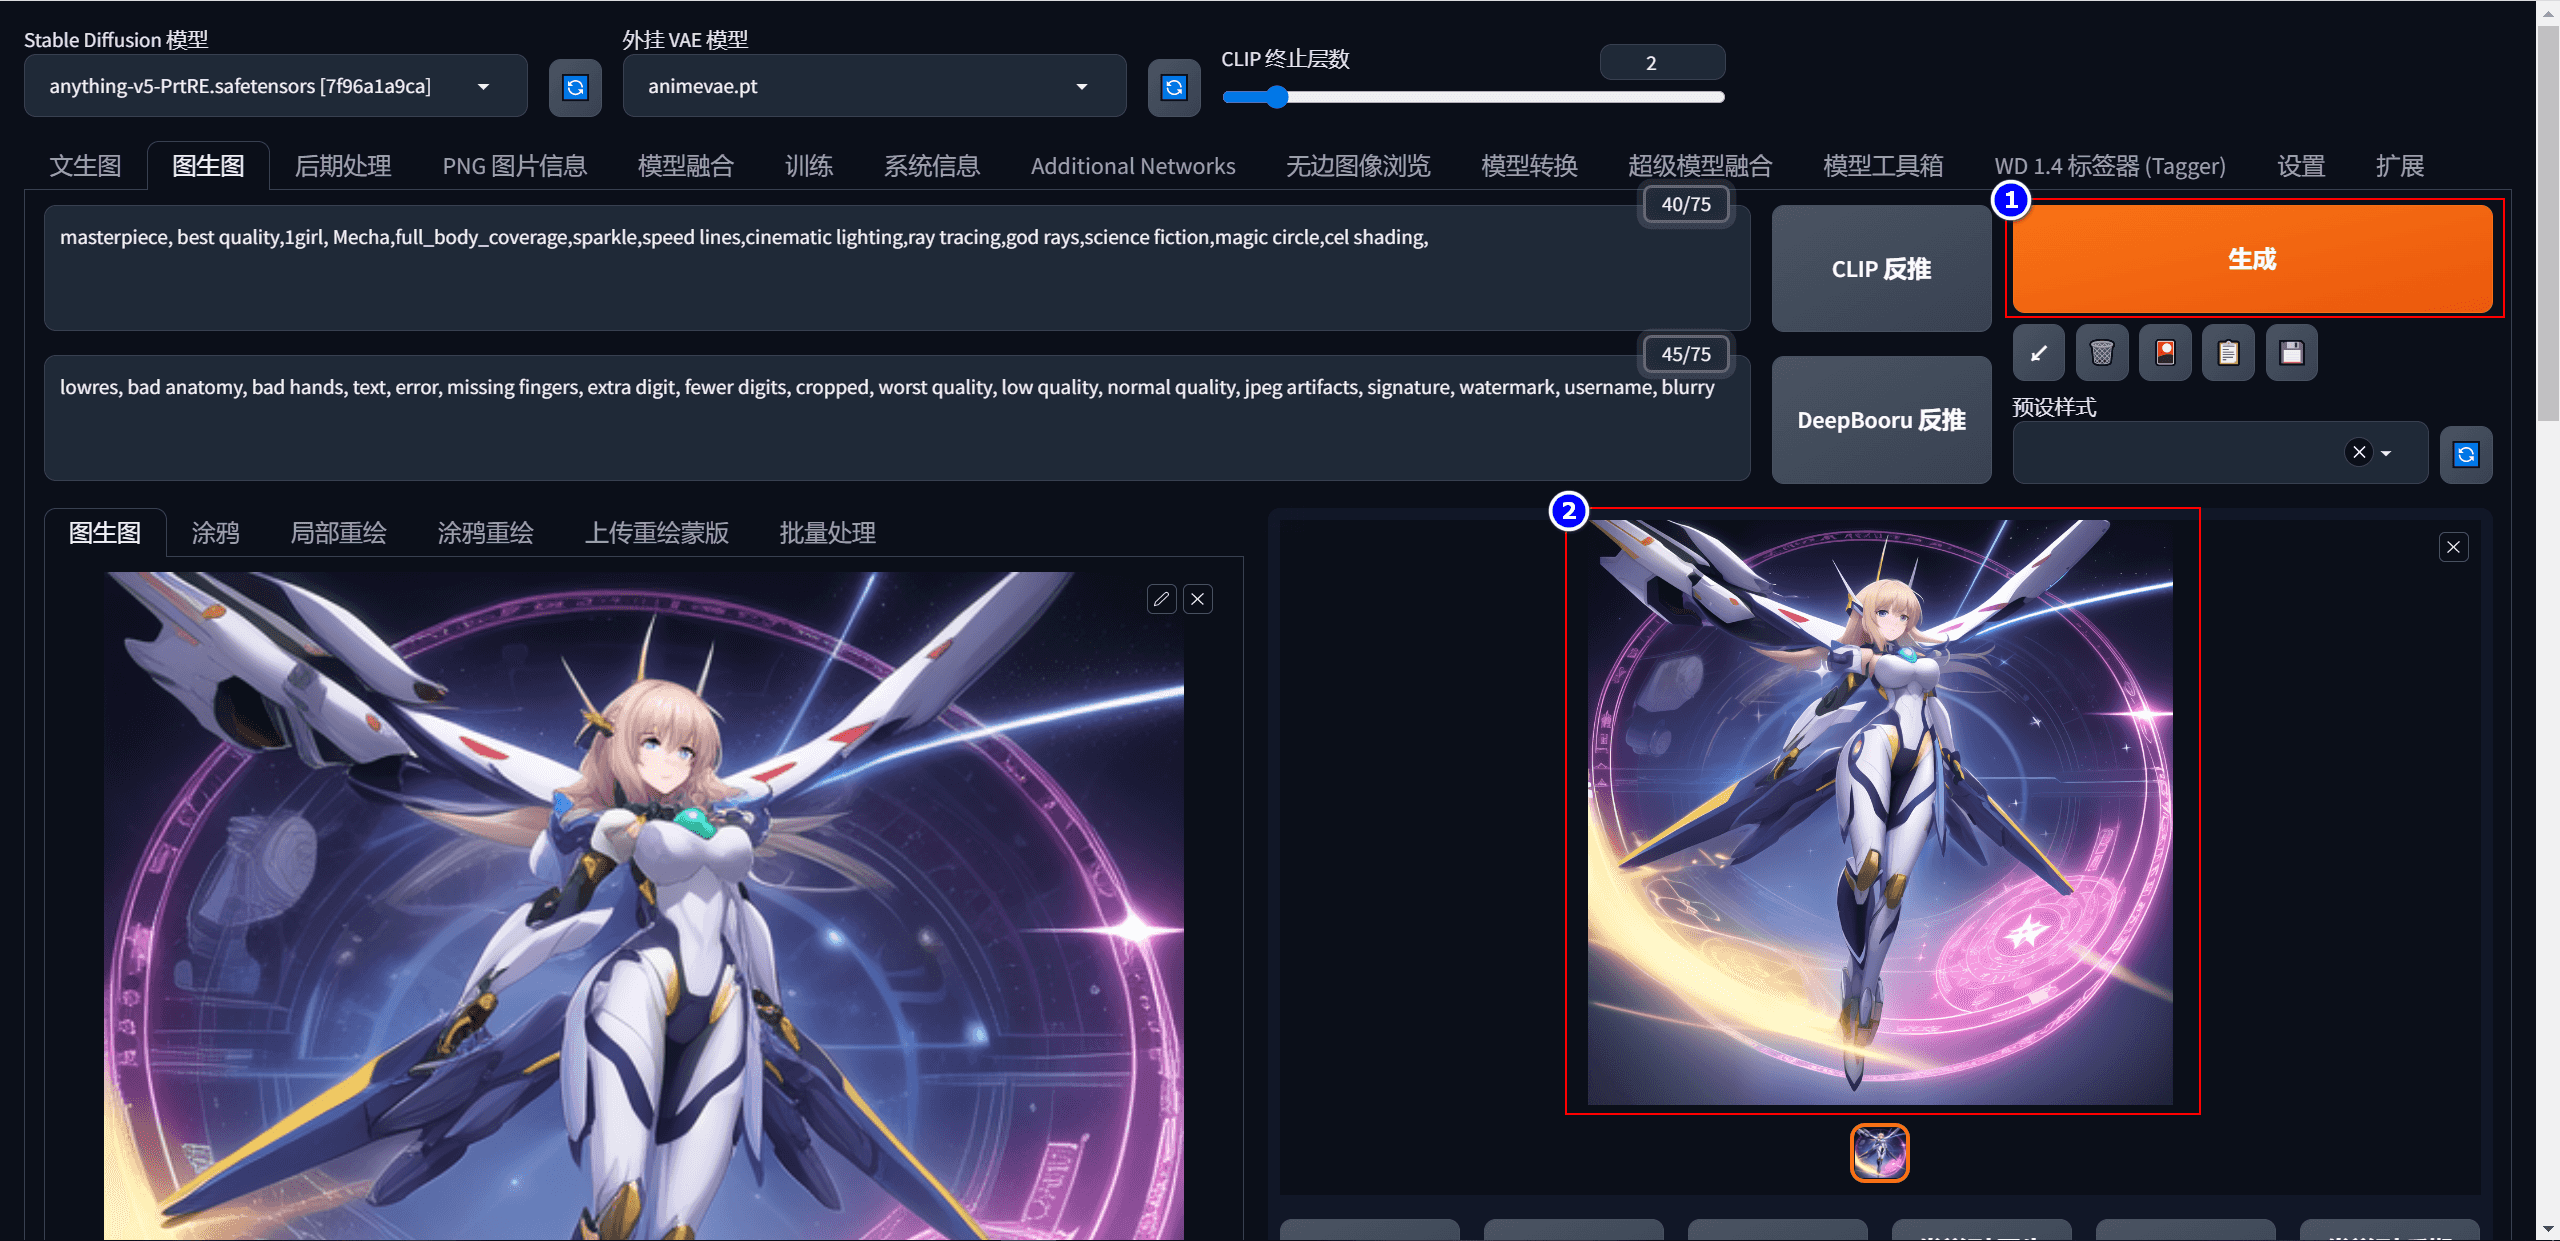 Stable Diffusion 模型
外挂 VAE 模型
CLIP 终止层数
2
anything-v5-PrtRE.safetensors [7f96a1a9ca]
animevae.pt
文生图 图生图 后期处理 PNG 图片信息 模型融合 训练 系统信息 Additional Networks 无边图像浏览 模型转换 超级模型融合 模型工具箱 WD 1.4 标签器 (Tagger) 设置 扩展
1
40/75
masterpiece, best quality,1girl, Mecha,full_body_coverage,sparkle,speed lines,cinematic lighting,ray tracing,god rays,science fiction,magic circle,cel shading,
CLIP 反推
生成
45/75
lowres, bad anatomy, bad hands, text, error, missing fingers, extra digit, fewer digits, cropped, worst quality, low quality, normal quality, jpeg artifacts, signature, watermark, username, blurry
DeepBooru 反推
预设样式
图生图 涂鸦 局部重绘 涂鸦重绘 上传重绘蒙版 批量处理
2